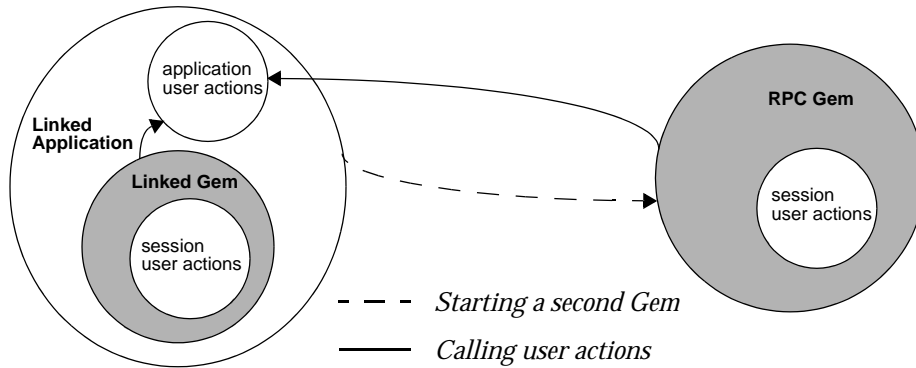 application
user actions
Linked
Application
Linked Gem
session
user actions
RPC Gem
session
user actions
Starting a second Gem
Calling user actions